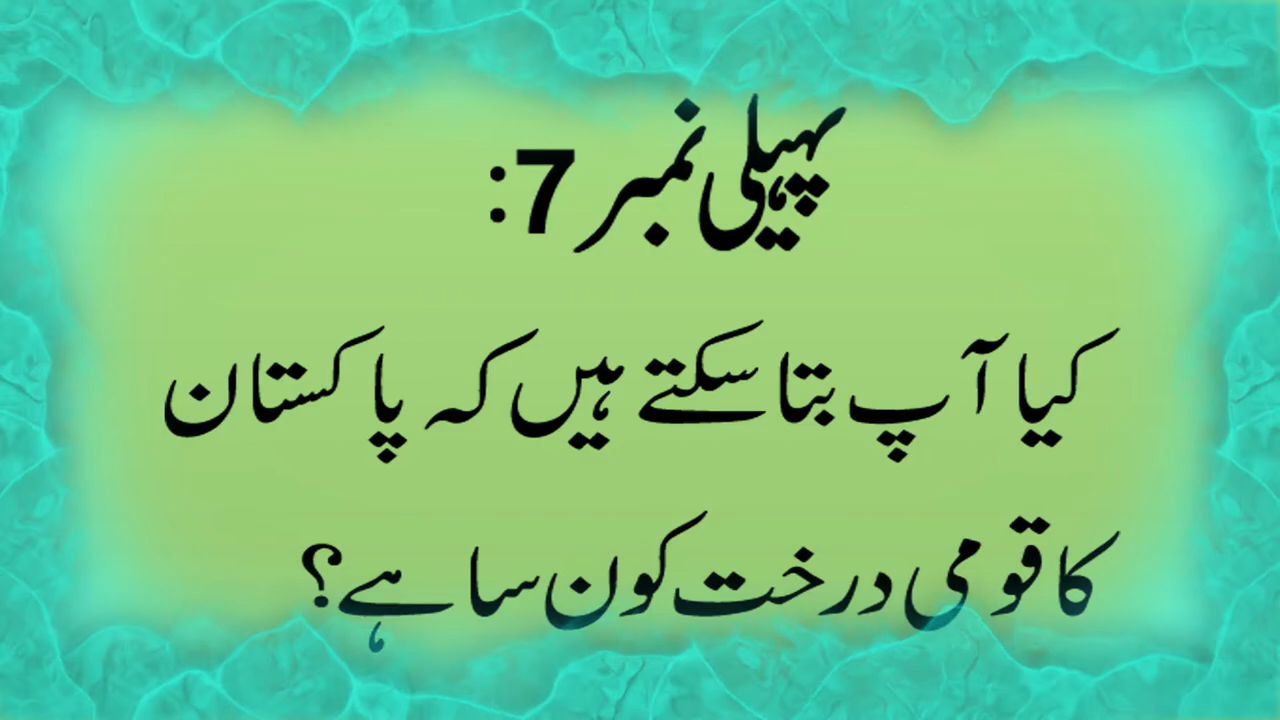 پہیلی نمبر 7:
کیا آپ بتا سکتے ہیں کہ پاکستان
کا قومی درخت کون سا ہے؟